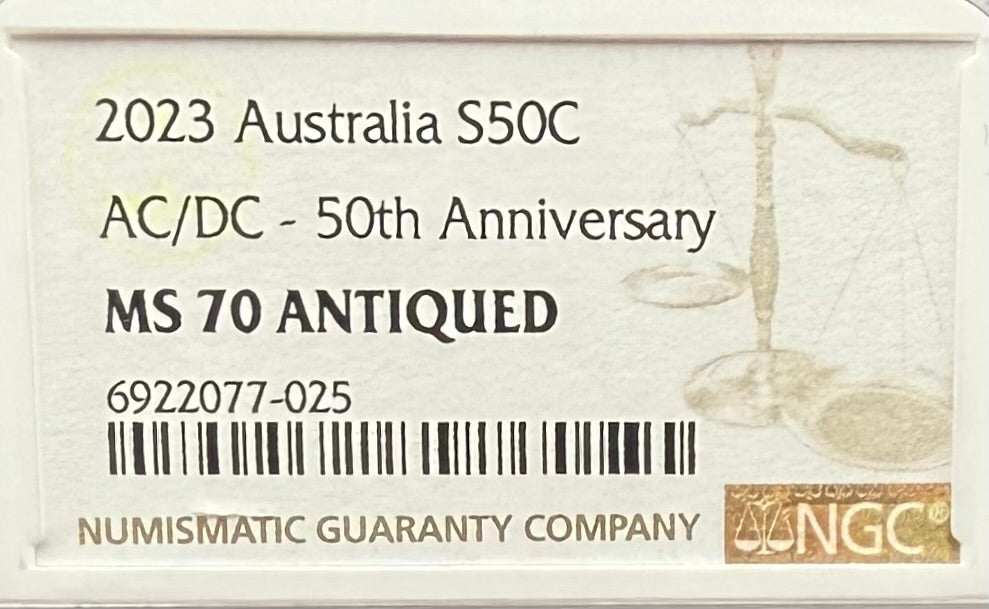 2023 Australia S50C
AC/DC - 50th Anniversary
MS 70 ANTIQUED
6922077-025
NUMISMATIC GUARANTY COMPANY
NGC®